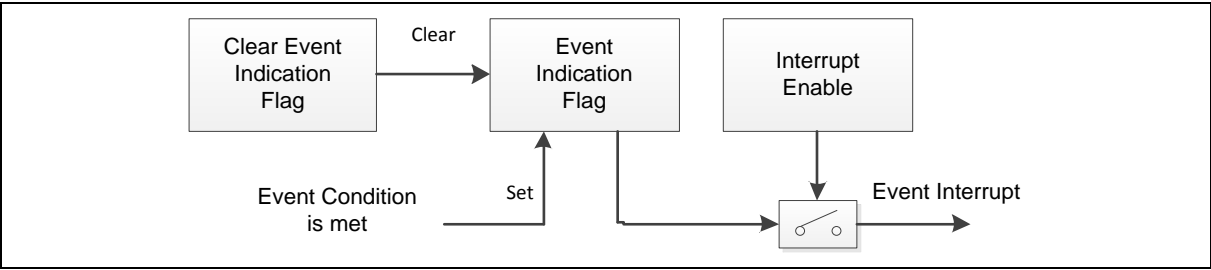 Clear Event
Indication
Flag
Clear
Event
Indication
Flag
Interrupt
Enable
Event Condition
is met
Set
Event Interrupt